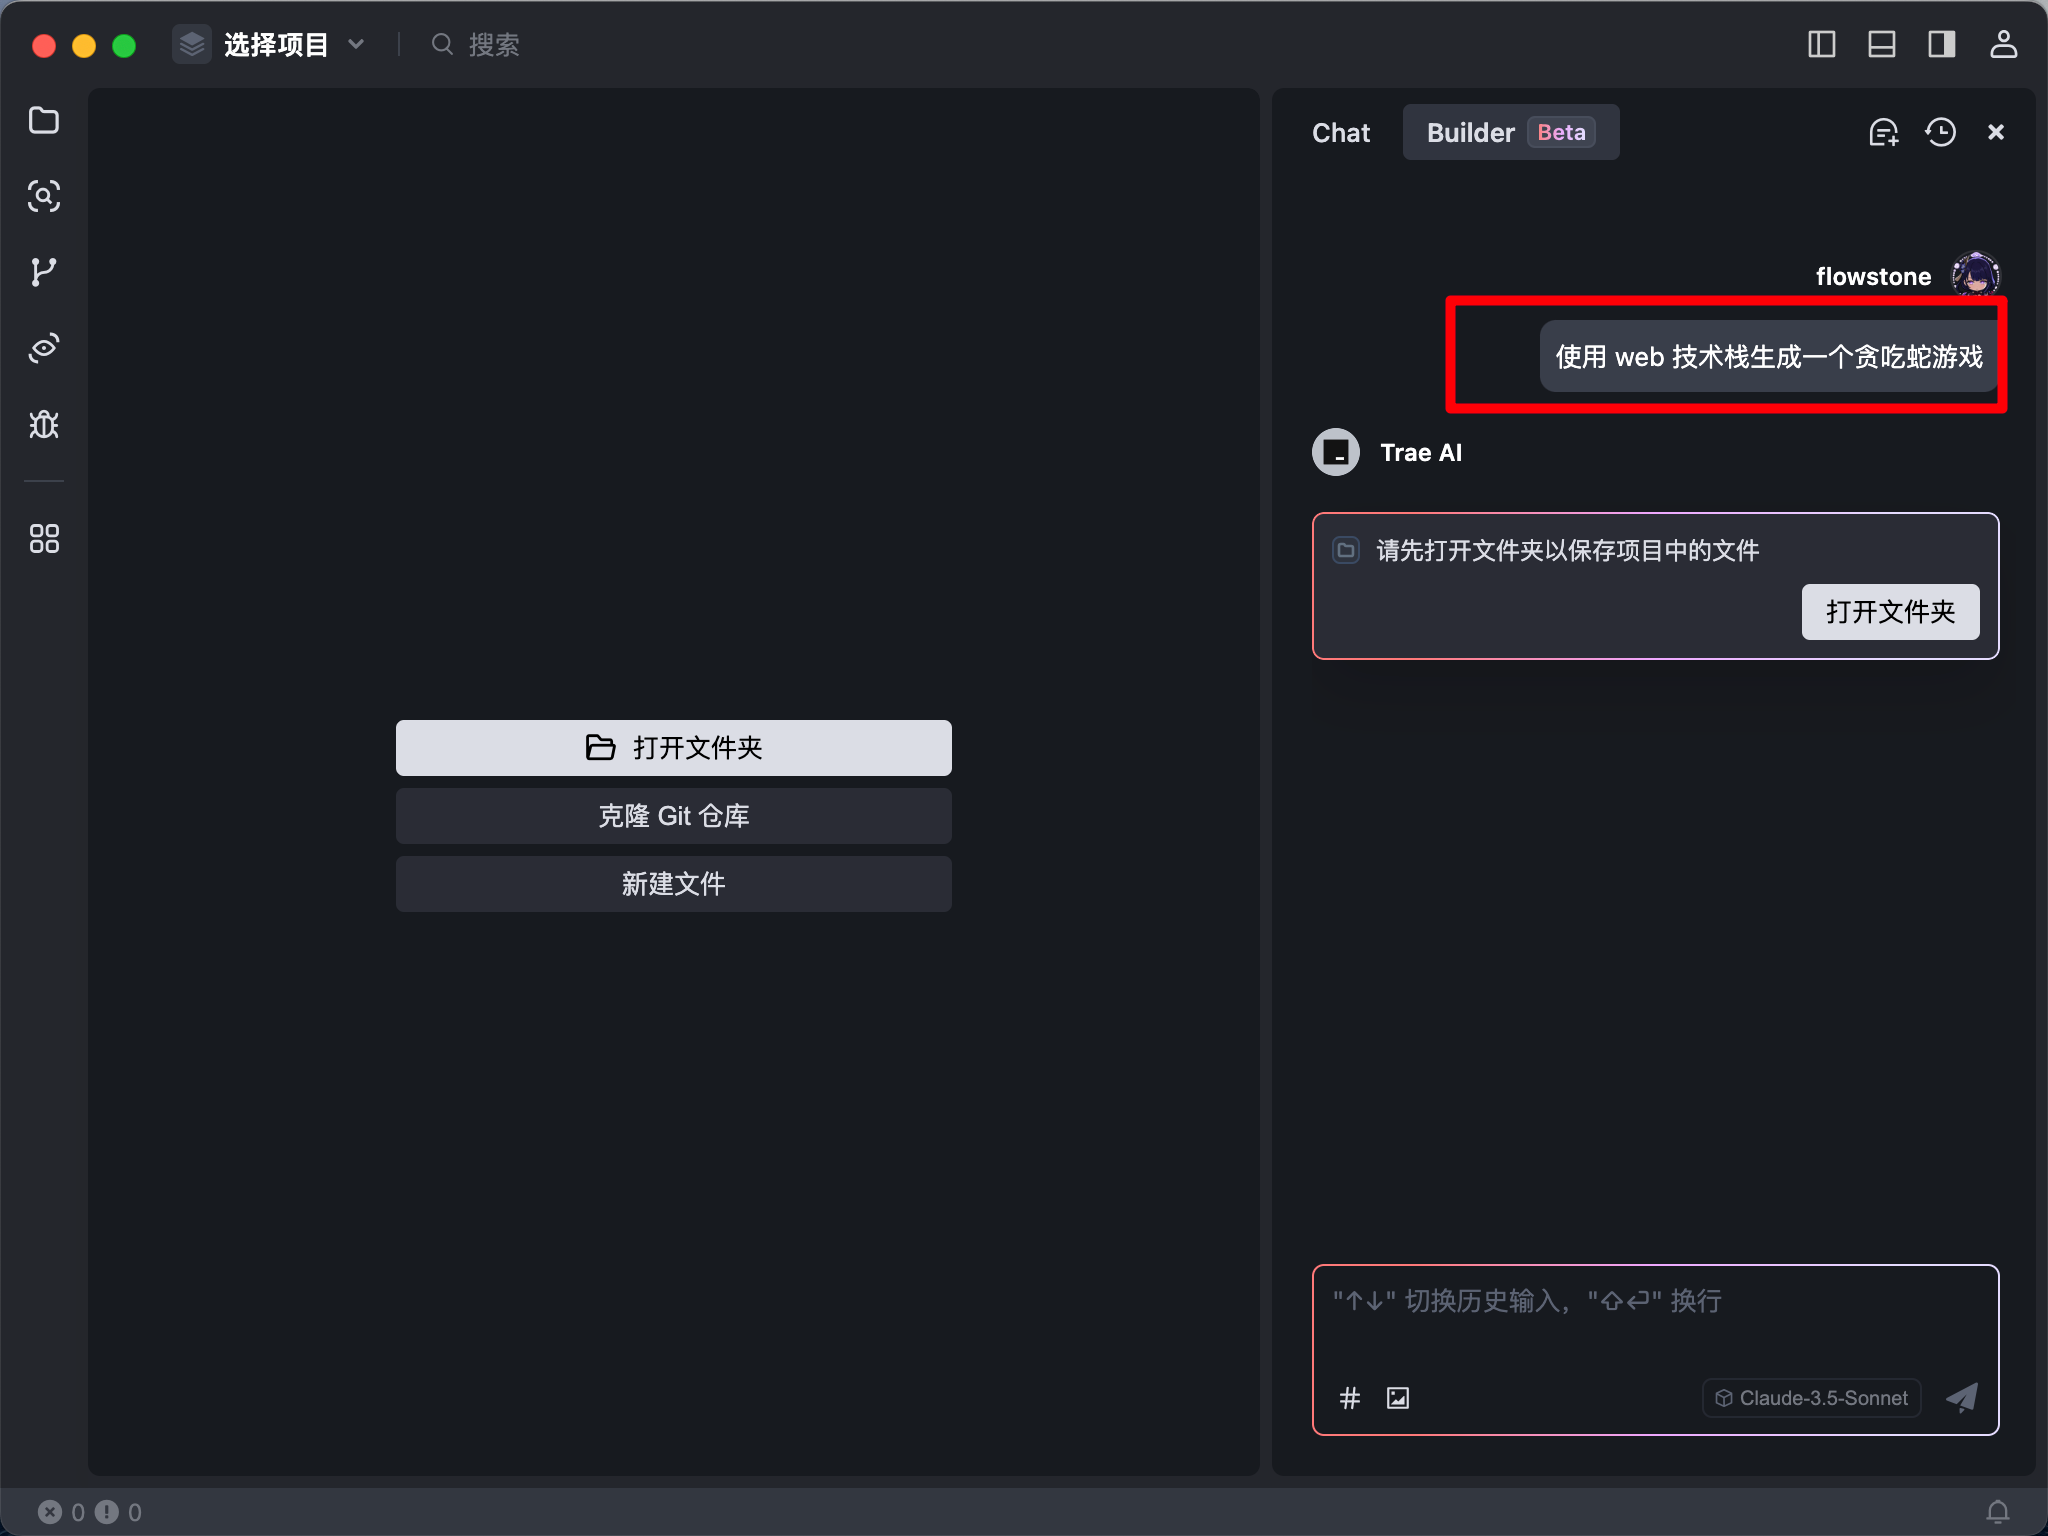 选择项目
搜索
Chat
Builder Beta
flowstone
使用 web 技术栈生成一个贪吃蛇游戏
Trae AI
请先打开文件夹以保存项目中的文件
打开文件夹
打开文件夹
克隆 Git 仓库
新建文件
"↑↓" 切换历史输入，"⇧↩" 换行
# Claude-3.5-Sonnet
0 0